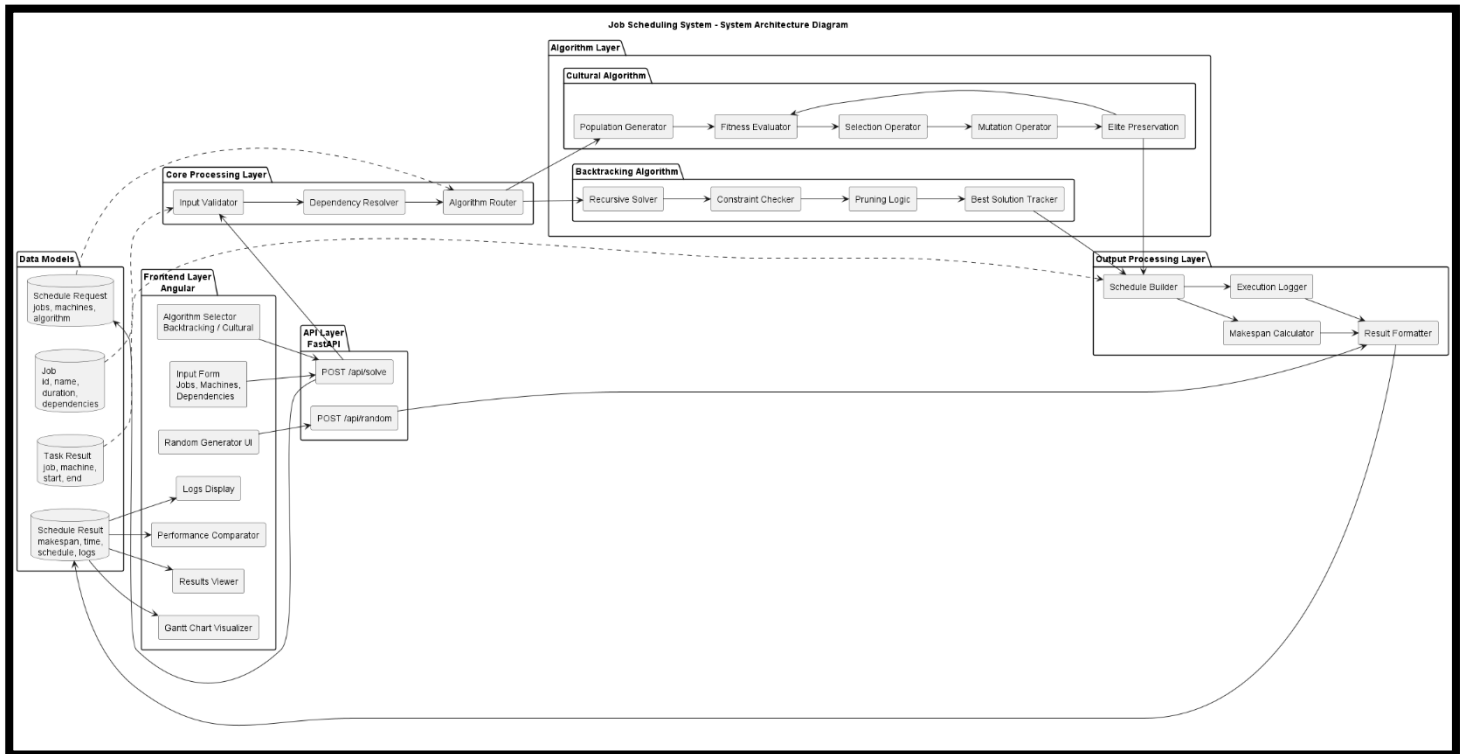 Job Scheduling System - System Architecture Diagram
Algorithm Layer
Cultural Algorithm
Population Generator
Fitness Evaluator
Selection Operator
Mutation Operator
Elite Preservation
Backtracking Algorithm
Recursive Solver
Constraint Checker
Pruning Logic
Best Solution Tracker
Core Processing Layer
Input Validator
Dependency Resolver
Algorithm Router
Data Models
Schedule Request
jobs, machines,
algorithm
Job
id, name,
duration,
dependencies
Task Result
job, machine,
start, end
Schedule Result
makespan, time,
schedule, logs
Frontend Layer
Angular
Algorithm Selector
Backtracking / Cultural
Input Form
Jobs, Machines,
Dependencies
Random Generator UI
Logs Display
Performance Comparator
Results Viewer
Gantt Chart Visualizer
API Layer
FastAPI
POST /api/solve
POST /api/random
Output Processing Layer
Schedule Builder
Execution Logger
Makespan Calculator
Result Formatter